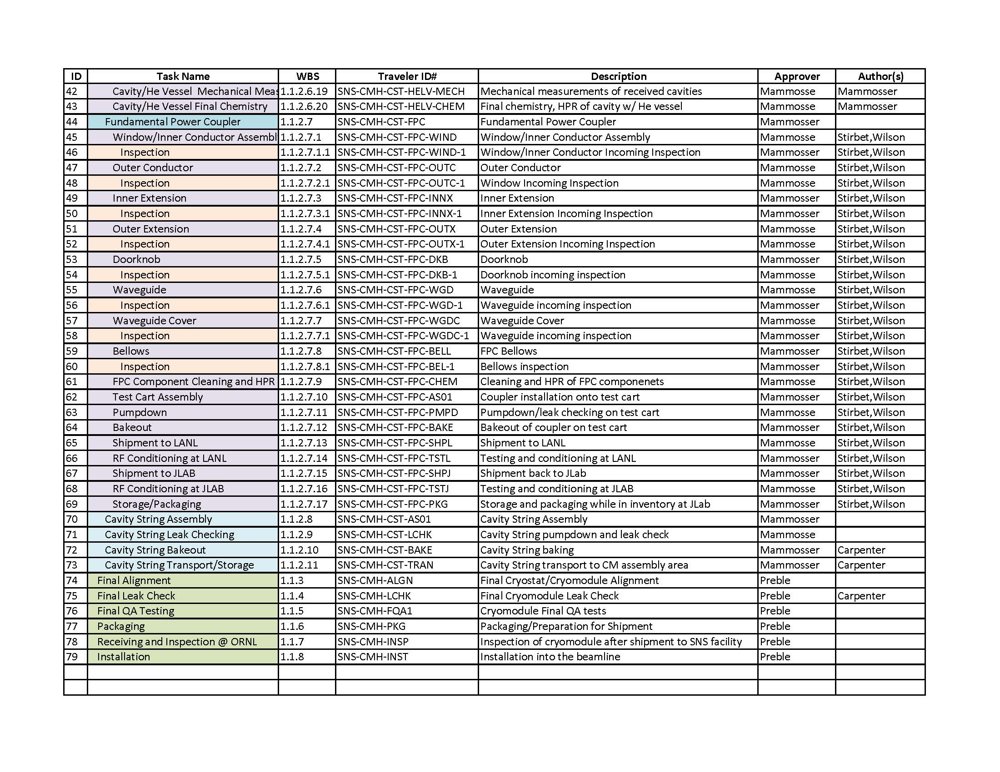 ID Task Name WBS Traveler ID# Description Approver Author(s)
42 Cavity/He Vessel Mechanical Meas 1.1.2.6.19 SNS-CMH-CST-HELV-MECH Mechanical measurements of received cavities Mammosse Mammosser
43 Cavity/He Vessel Final Chemistry 1.1.2.6.20 SNS-CMH-CST-HELV-CHEM Final chemistry, HPR of cavity w/ He vessel Mammosse Mammosser
44 Fundamental Power Coupler 1.1.2.7 SNS-CMH-CST-FPC Fundamental Power Coupler Mammosser
45 Window/Inner Conductor Assembl 1.1.2.7.1 SNS-CMH-CST-FPC-WIND Window/Inner Conductor Assembly Mammosse Stirbet,Wilson
46 Inspection 1.1.2.7.1.1 SNS-CMH-CST-FPC-WIND-1 Window/Inner Conductor Incoming Inspection Mammosser Stirbet,Wilson
47 Outer Conductor 1.1.2.7.2 SNS-CMH-CST-FPC-OUTC Outer Conductor Mammosse Stirbet,Wilson
48 Inspection 1.1.2.7.2.1 SNS-CMH-CST-FPC-OUTC-1 Window Incoming Inspection Mammosse Stirbet,Wilson
49 Inner Extension 1.1.2.7.3 SNS-CMH-CST-FPC-INNX Inner Extension Mammosser Stirbet,Wilson
50 Inspection 1.1.2.7.3.1 SNS-CMH-CST-FPC-INNX-1 Inner Extension Incoming Inspection Mammosser Stirbet,Wilson
51 Outer Extension 1.1.2.7.4 SNS-CMH-CST-FPC-OUTX Outer Extension Mammosse Stirbet,Wilson
52 Inspection 1.1.2.7.4.1 SNS-CMH-CST-FPC-OUTX-1 Outer Extension Incoming Inspection Mammosse Stirbet,Wilson
53 Doorknob 1.1.2.7.5 SNS-CMH-CST-FPC-DKB Doorknob Mammosser Stirbet,Wilson
54 Inspection 1.1.2.7.5.1 SNS-CMH-CST-FPC-DKB-1 Doorknob incoming inspection Mammosse Stirbet,Wilson
55 Waveguide 1.1.2.7.6 SNS-CMH-CST-FPC-WGD Waveguide Mammosse Stirbet,Wilson
56 Inspection 1.1.2.7.6.1 SNS-CMH-CST-FPC-WGD-1 Waveguide incoming inspection Mammosser Stirbet,Wilson
57 Waveguide Cover 1.1.2.7.7 SNS-CMH-CST-FPC-WGDC Waveguide Cover Mammosse Stirbet,Wilson
58 Inspection 1.1.2.7.7.1 SNS-CMH-CST-FPC-WGDC-1 Waveguide incoming inspection Mammosser Stirbet,Wilson
59 Bellows 1.1.2.7.8 SNS-CMH-CST-FPC-BELL FPC Bellows Mammosser Stirbet,Wilson
60 Inspection 1.1.2.7.8.1 SNS-CMH-CST-FPC-BEL-1 Bellows inspection Mammosser Stirbet,Wilson
61 FPC Component Cleaning and HPR 1.1.2.7.9 SNS-CMH-CST-FPC-CHEM Cleaning and HPR of FPC componenets Mammosse Stirbet,Wilson
62 Test Cart Assembly 1.1.2.7.10 SNS-CMH-CST-FPC-AS01 Coupler installation onto test cart Mammosser Stirbet,Wilson
63 Pumpdown 1.1.2.7.11 SNS-CMH-CST-FPC-PMPD Pumpdown/leak checking on test cart Mammosse Stirbet,Wilson
64 Bakeout 1.1.2.7.12 SNS-CMH-CST-FPC-BAKE Bakeout of coupler on test cart Mammosser Stirbet,Wilson
65 Shipment to LANL 1.1.2.7.13 SNS-CMH-CST-FPC-SHPL Shipment to LANL Mammosse Stirbet,Wilson
66 RF Conditioning at LANL 1.1.2.7.14 SNS-CMH-CST-FPC-TSTL Testing and conditioning at LANL Mammosser Stirbet,Wilson
67 Shipment to JLAB 1.1.2.7.15 SNS-CMH-CST-FPC-SHPJ Shipment back to JLab Mammosser Stirbet,Wilson
68 RF Conditioning at JLAB 1.1.2.7.16 SNS-CMH-CST-FPC-TSTJ Testing and conditioning at JLAB Mammosse Stirbet,Wilson
69 Storage/Packaging 1.1.2.7.17 SNS-CMH-CST-FPC-PKG Storage and packaging while in inventory at JLab Mammosser Stirbet,Wilson
70 Cavity String Assembly 1.1.2.8 SNS-CMH-CST-AS01 Cavity String Assembly Mammosser
71 Cavity String Leak Checking 1.1.2.9 SNS-CMH-CST-LCHK Cavity String pumpdown and leak check Mammosse
72 Cavity String Bakeout 1.1.2.10 SNS-CMH-CST-BAKE Cavity String baking Mammosser Carpenter
73 Cavity String Transport/Storage 1.1.2.11 SNS-CMH-CST-TRAN Cavity String transport to CM assembly area Mammosser Carpenter
74 Final Alignment 1.1.3 SNS-CMH-ALGN Final Cryostat/Cryomodule Alignment Preble
75 Final Leak Check 1.1.4 SNS-CMH-LCHK Final Cryomodule Leak Check Preble Carpenter
76 Final QA Testing 1.1.5 SNS-CMH-FQA1 Cryomodule Final QA tests Preble
77 Packaging 1.1.6 SNS-CMH-PKG Packaging/Preparation for Shipment Preble
78 Receiving and Inspection @ ORNL 1.1.7 SNS-CMH-INSP Inspection of cryomodule after shipment to SNS facility Preble
79 Installation 1.1.8 SNS-CMH-INST Installation into the beamline Preble